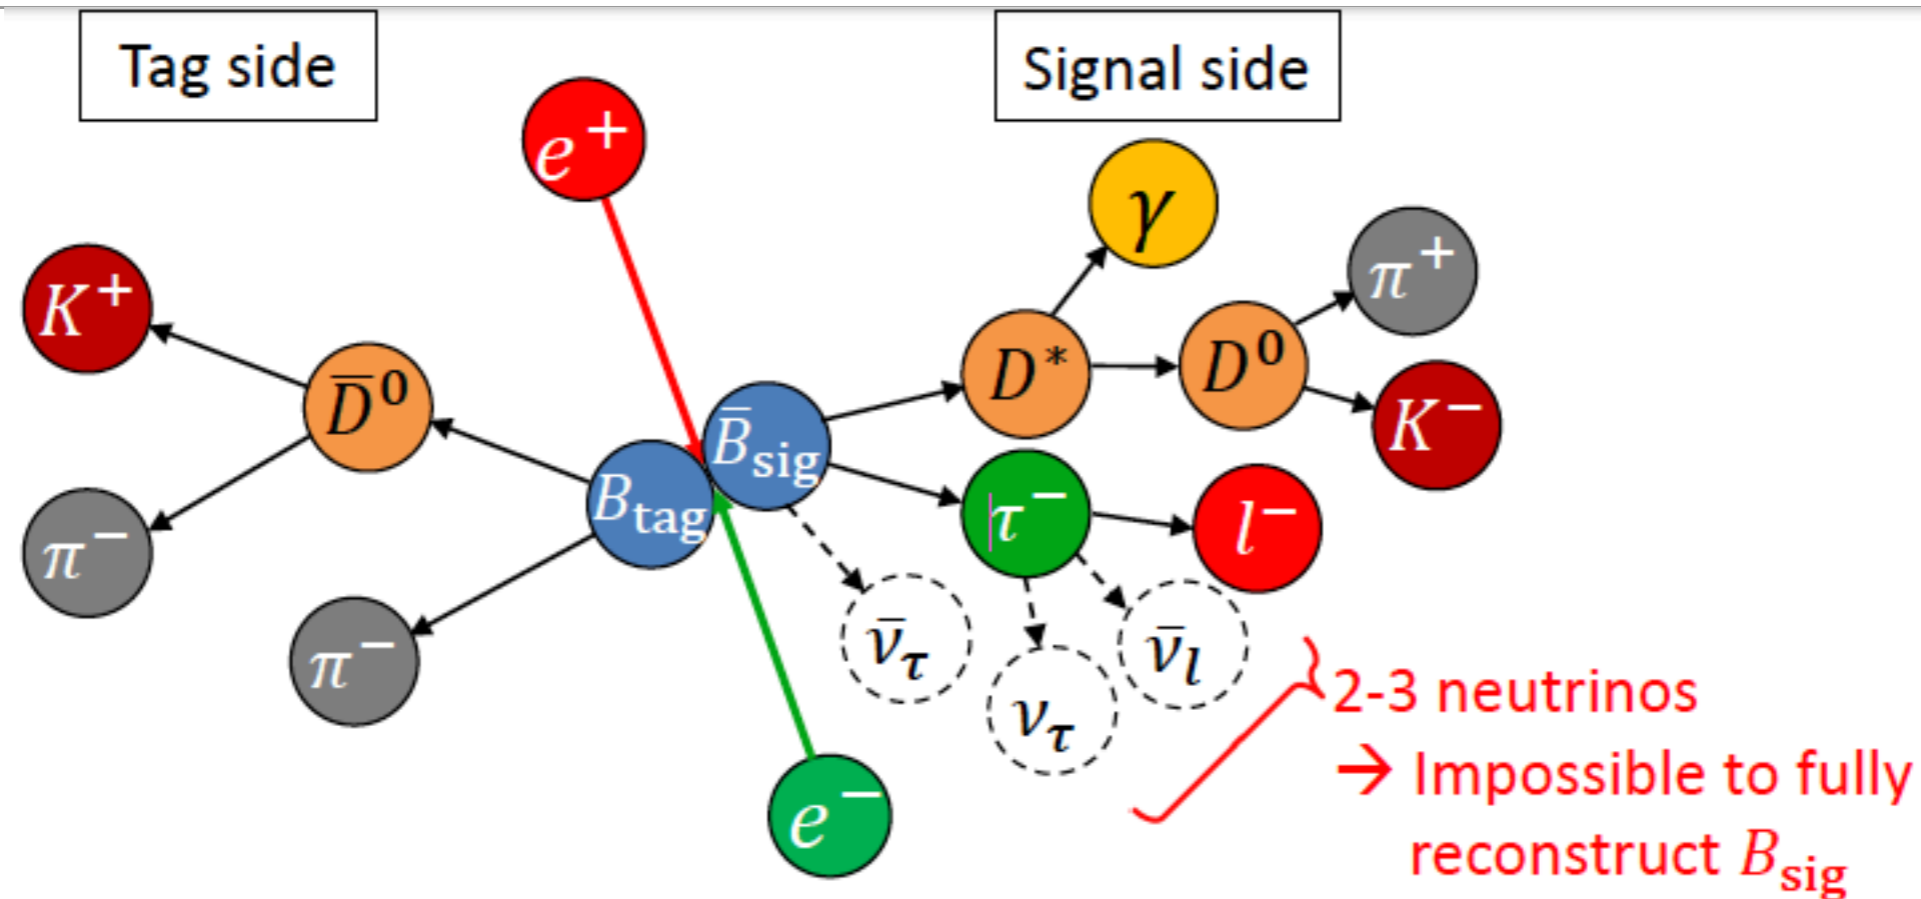 Tag side
Signal side
e⁺
γ
π⁺
K⁺
D̄⁰
D*
D⁰
K⁻
B̄sig
Btag
τ⁻
l⁻
π⁻
π⁻
ν̄τ
ντ
ν̄l
e⁻
2-3 neutrinos
→ Impossible to fully
reconstruct Bsig